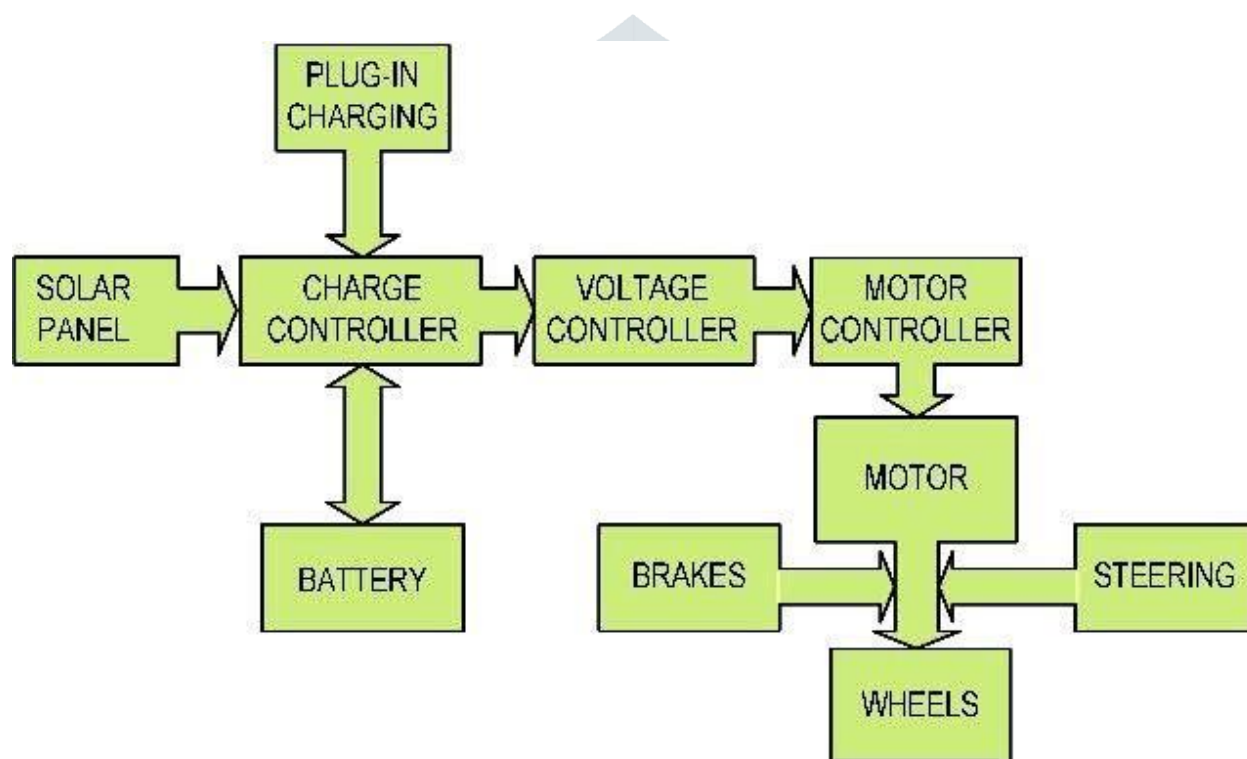 PLUG-IN
CHARGING
SOLAR
PANEL
CHARGE
CONTROLLER
VOLTAGE
CONTROLLER
MOTOR
CONTROLLER
MOTOR
BATTERY
BRAKES
STEERING
WHEELS